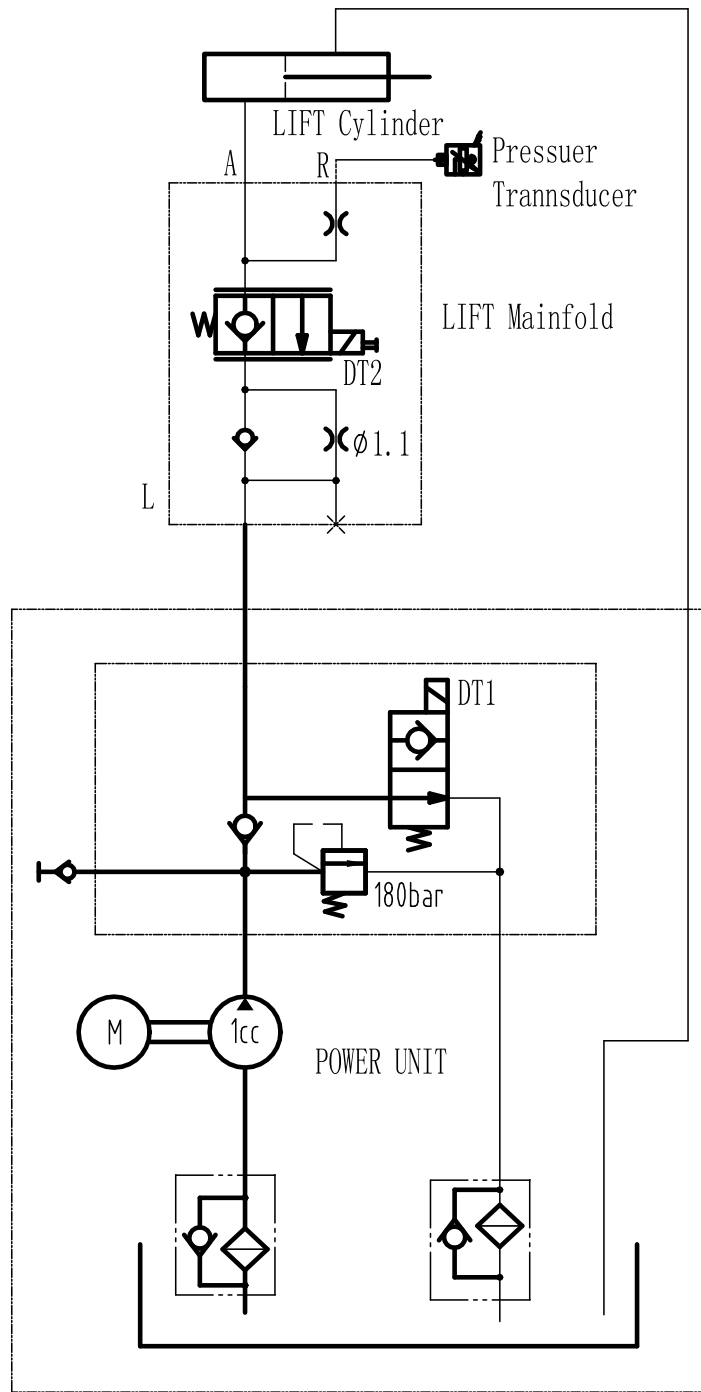 LIFT Cylinder
A
R
Pressuer
Trannsducer
LIFT Mainfold
DT2
Ø1.1
L
DT1
180bar
M
1cc
POWER UNIT